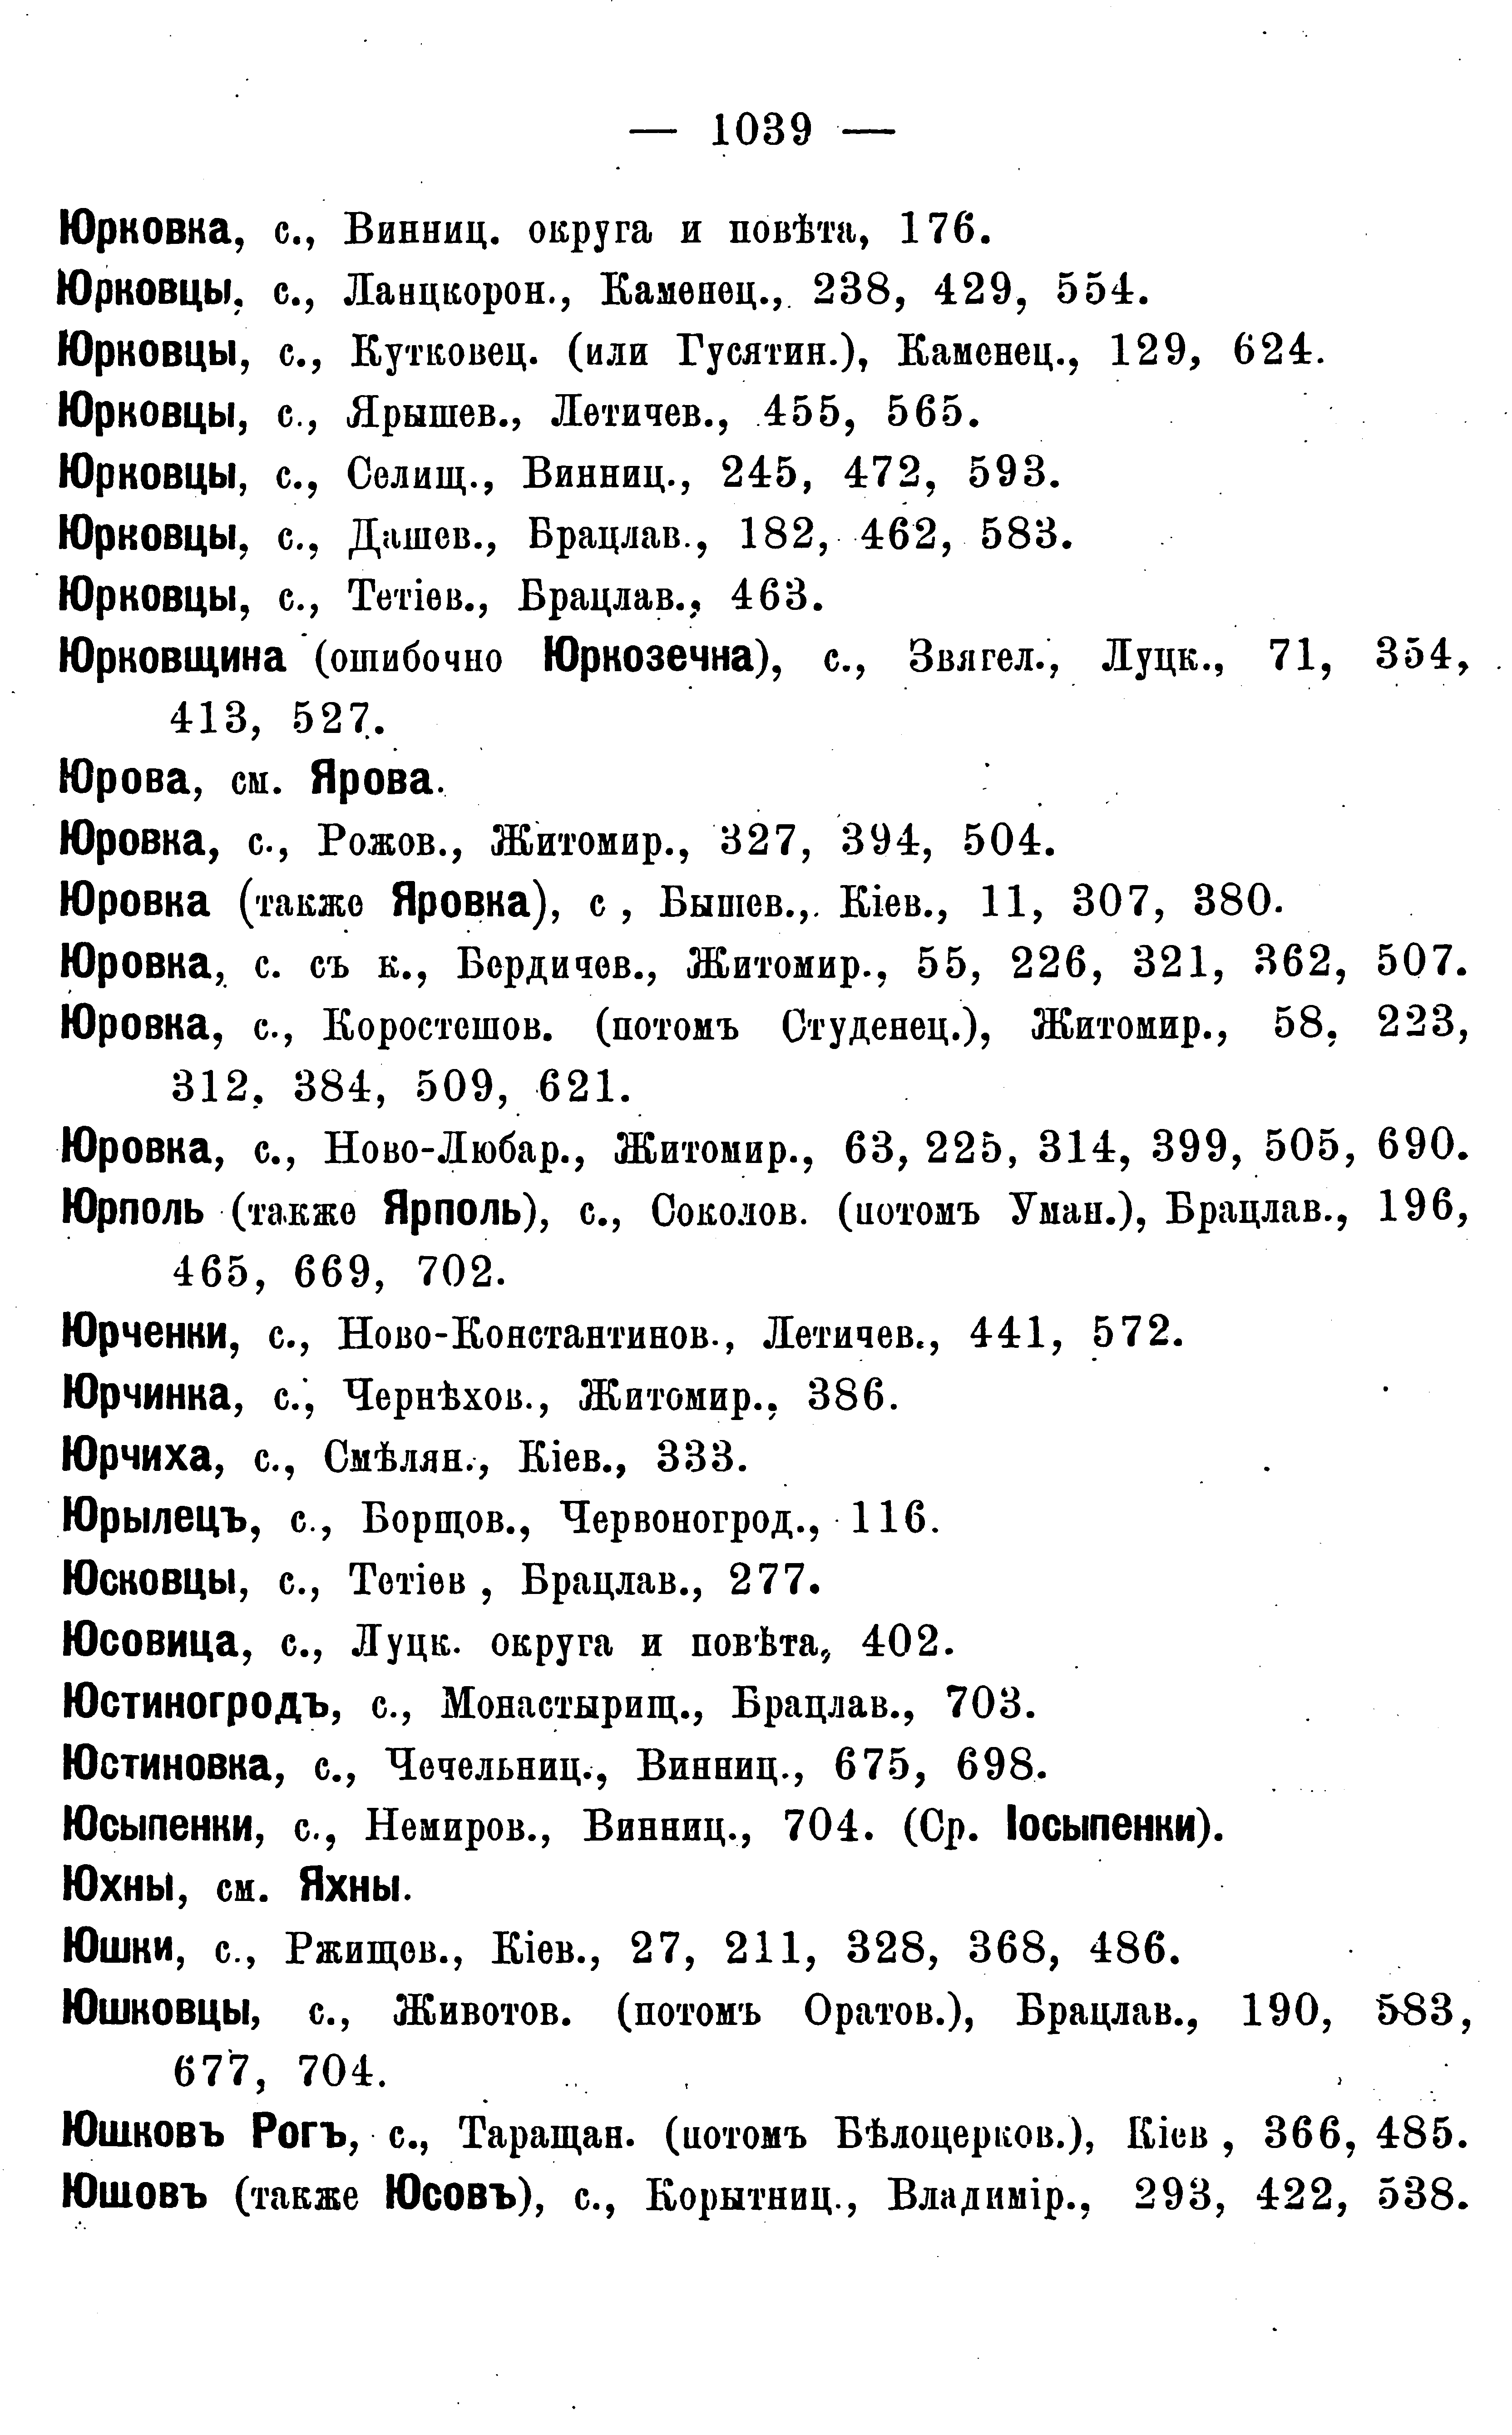 — 1039 —
Юрковка, с., Винниц. округа и повѣта, 176.
Юрковцы, с., Ланцкорон., Каменец., 238, 429, 554.
Юрковцы, с., Кутковец. (или Гусятин.), Каменец., 129, 624.
Юрковцы, с., Ярышев., Летичев., 455, 565.
Юрковцы, с., Селищ., Винниц., 245, 472, 593.
Юрковцы, с., Дашев., Брацлав., 182, 462, 583.
Юрковцы, с., Тетіев., Брацлав., 463.
Юрковщина (ошибочно Юркозечна), с., Звягел., Луцк., 71, 354,
413, 527.
Юрова, см. Ярова.
Юровка, с., Рожов., Житомир., 327, 394, 504.
Юровка (также Яровка), с , Бышев., Кіев., 11, 307, 380.
Юровка, с. съ к., Бердичев., Житомир., 55, 226, 321, 362, 507.
Юровка, с., Коростешов. (потомъ Студенец.), Житомир., 58, 223,
312, 384, 509, 621.
Юровка, с., Ново-Любар., Житомир., 63, 225, 314, 399, 505, 690.
Юрполь (также Ярполь), с., Соколов. (потомъ Уман.), Брацлав., 196,
465, 669, 702.
Юрченки, с., Ново-Константинов., Летичев., 441, 572.
Юрчинка, с., Чернѣхов., Житомир., 386.
Юрчиха, с., Смѣлян., Кіев., 333.
Юрылецъ, с., Борщов., Червоногрод., 116.
Юсковцы, с., Тетіев , Брацлав., 277.
Юсовица, с., Луцк. округа и повѣта, 402.
Юстиногродъ, с., Монастырищ., Брацлав., 703.
Юстиновка, с., Чечельниц., Винниц., 675, 698.
Юсыпенки, с., Немиров., Винниц., 704. (Ср. Іосыпенки).
Юхны, см. Яхны.
Юшки, с., Ржищев., Кіев., 27, 211, 328, 368, 486.
Юшковцы, с., Животов. (потомъ Оратов.), Брацлав., 190, 583,
677, 704.
Юшковъ Рогъ, с., Таращан. (потомъ Бѣлоцерков.), Кіев , 366, 485.
Юшовъ (также Юсовъ), с., Корытниц., Владимір., 293, 422, 538.